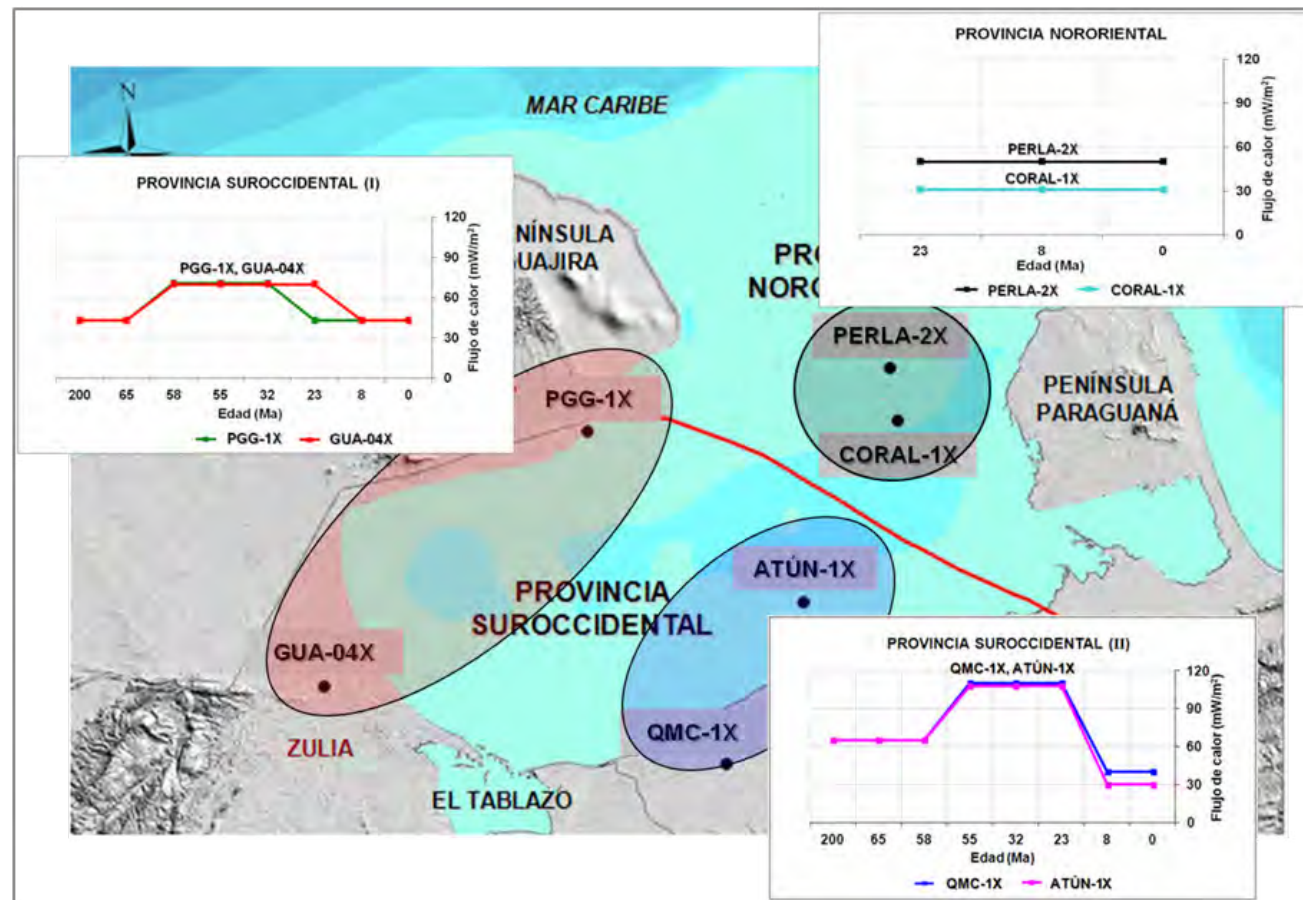 PROVINCIA NORORIENTAL
120
90
60
30
0
Flujo de calor (mW/m²)
PERLA-2X
CORAL-1X
23
8
0
Edad (Ma)
PERLA-2X
CORAL-1X
N
MAR CARIBE
PROVINCIA SUROCCIDENTAL (I)
120
90
60
30
0
Flujo de calor (mW/m²)
PGG-1X, GUA-04X
200
65
58
55
32
23
8
0
Edad (Ma)
PGG-1X
GUA-04X
NÍNSULA
UAJIRA
PRO
NORO
PERLA-2X
CORAL-1X
PENÍNSULA
PARAGUANÁ
PGG-1X
ATÚN-1X
PROVINCIA
SUROCCIDENTAL
GUA-04X
ZULIA
QMC-1X
EL TABLAZO
PROVINCIA SUROCCIDENTAL (II)
QMC-1X, ATÚN-1X
120
90
60
30
0
Flujo de calor (mW/m²)
200
65
58
55
32
23
8
0
Edad (Ma)
QMC-1X
ATÚN-1X